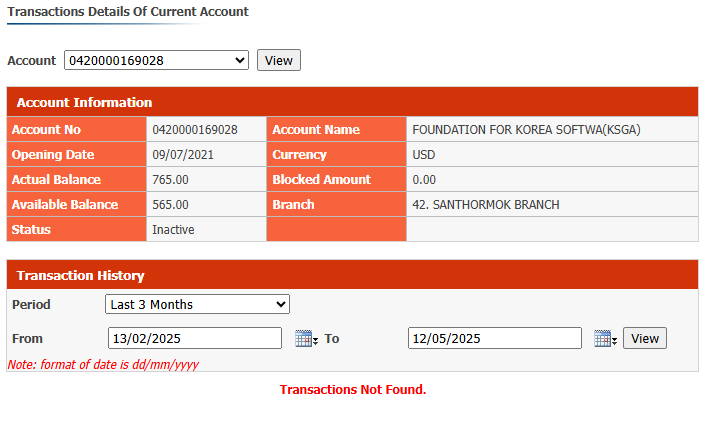 Transactions Details Of Current Account
Account 0420000169028 View
Account Information
Account No 0420000169028 Account Name FOUNDATION FOR KOREA SOFTWA(KSGA)
Opening Date 09/07/2021 Currency USD
Actual Balance 765.00 Blocked Amount 0.00
Available Balance 565.00 Branch 42. SANTHORMOK BRANCH
Status Inactive
Transaction History
Period Last 3 Months
From 13/02/2025 To 12/05/2025 View
Note: format of date is dd/mm/yyyy
Transactions Not Found.